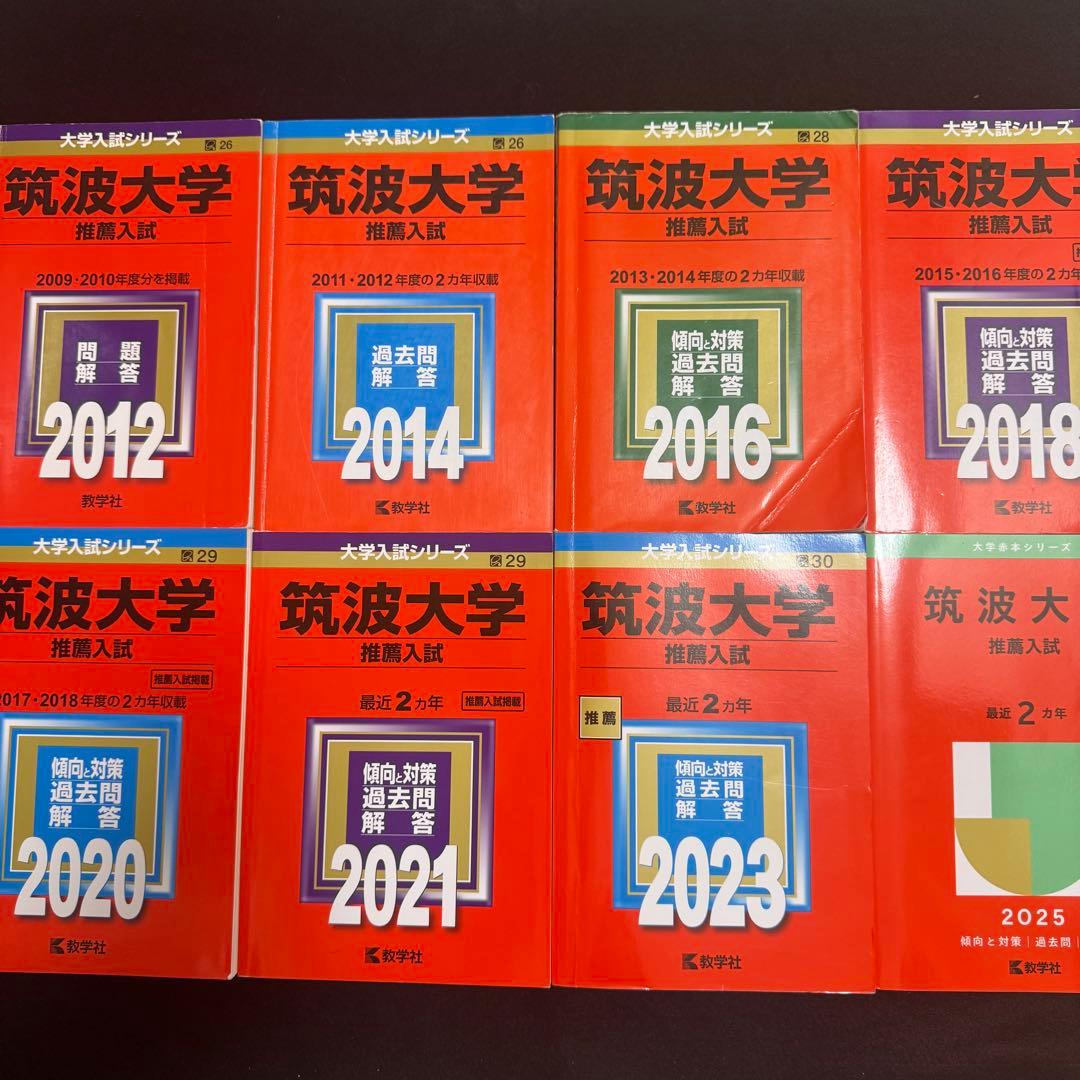 大学入試シリーズ
26
筑波大学
推薦入試
2009・2010年度分を掲載
問題
解答
2012
教学社
大学入試シリーズ
26
筑波大学
推薦入試
2011・2012年度の2カ年収載
過去問
解答
2014
教学社
大学入試シリーズ
28
筑波大学
推薦入試
2013・2014年度の2カ年収載
傾向と対策
過去問
解答
2016
教学社
大学入試シリーズ
筑波大学
推薦入試
2015・2016年度の2カ年
傾向と対策
過去問
解答
2018
教学社
大学入試シリーズ
29
筑波大学
推薦入試
推薦入試掲載
2017・2018年度の2カ年収載
傾向と対策
過去問
解答
2020
教学社
大学入試シリーズ
29
筑波大学
推薦入試
最近2カ年
推薦入試掲載
傾向と対策
過去問
解答
2021
教学社
大学入試シリーズ
30
筑波大学
推薦入試
最近2カ年
推薦
傾向と対策
過去問
解答
2023
教学社
大学赤本シリーズ
筑波大
推薦入試
最近2カ年
2025
傾向と対策|過去問|
教学社